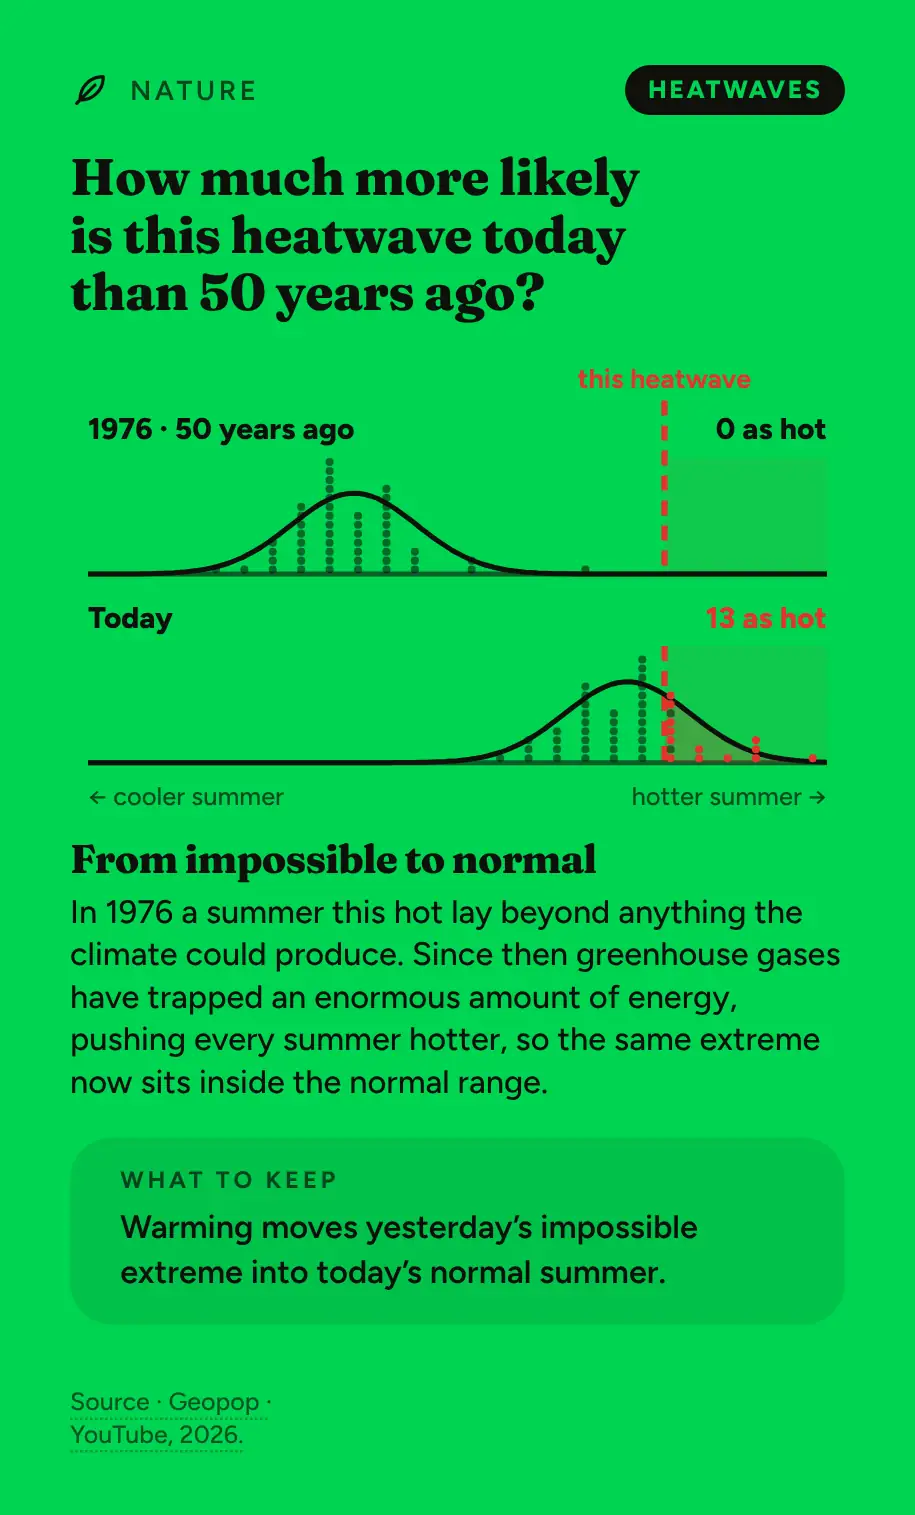 NATURE
HEATWAVES
How much more likely
is this heatwave today
than 50 years ago?
this heatwave
1976 · 50 years ago
0 as hot
Today
13 as hot
← cooler summer
hotter summer →
From impossible to normal
In 1976 a summer this hot lay beyond anything the
climate could produce. Since then greenhouse gases
have trapped an enormous amount of energy,
pushing every summer hotter, so the same extreme
now sits inside the normal range.
WHAT TO KEEP
Warming moves yesterday’s impossible
extreme into today’s normal summer.
Source · Geopop ·
YouTube, 2026.